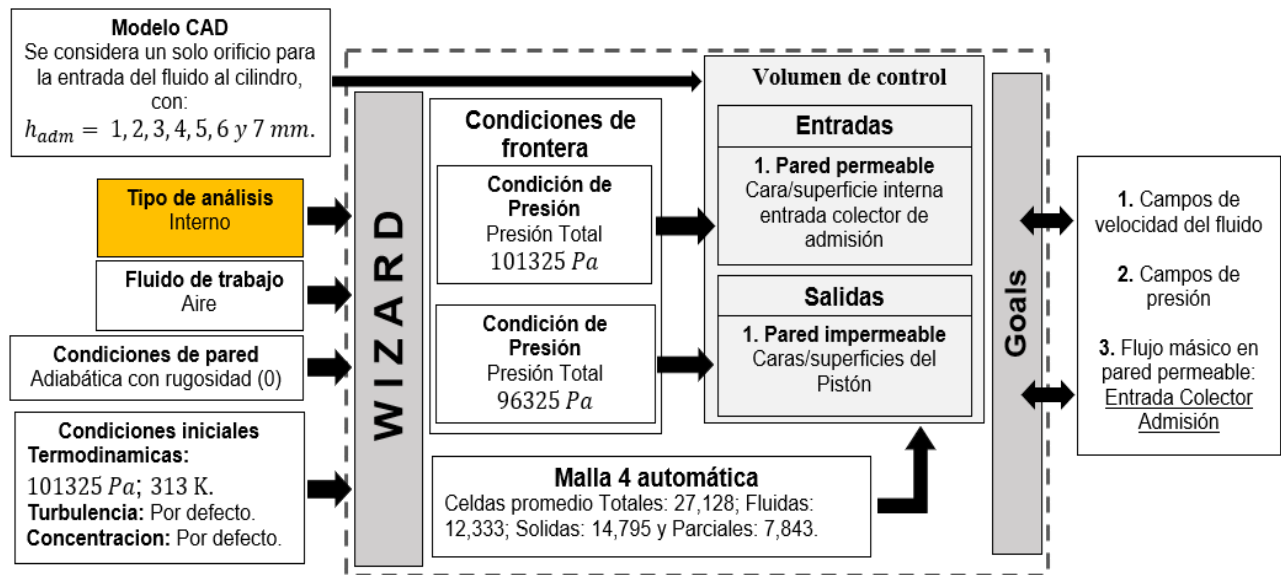 Modelo CAD
Se considera un solo orificio para
la entrada del fluido al cilindro,
con:
h_adm = 1, 2, 3, 4, 5, 6 y 7 mm.
Tipo de análisis
Interno
Fluido de trabajo
Aire
Condiciones de pared
Adiabática con rugosidad (0)
Condiciones iniciales
Termodinamicas:
101325 Pa; 313 K.
Turbulencia: Por defecto.
Concentracion: Por defecto.
WIZARD
Condiciones de
frontera
Condición de
Presión
Presión Total
101325 Pa
Condición de
Presión
Presión Total
96325 Pa
Malla 4 automática
Celdas promedio Totales: 27,128; Fluidas:
12,333; Solidas: 14,795 y Parciales: 7,843.
Volumen de control
Entradas
1. Pared permeable
Cara/superficie interna
entrada colector de
admisión
Salidas
1. Pared impermeable
Caras/superficies del
Pistón
Goals
1. Campos de
velocidad del fluido
2. Campos de
presión
3. Flujo másico en
pared permeable:
Entrada Colector
Admisión